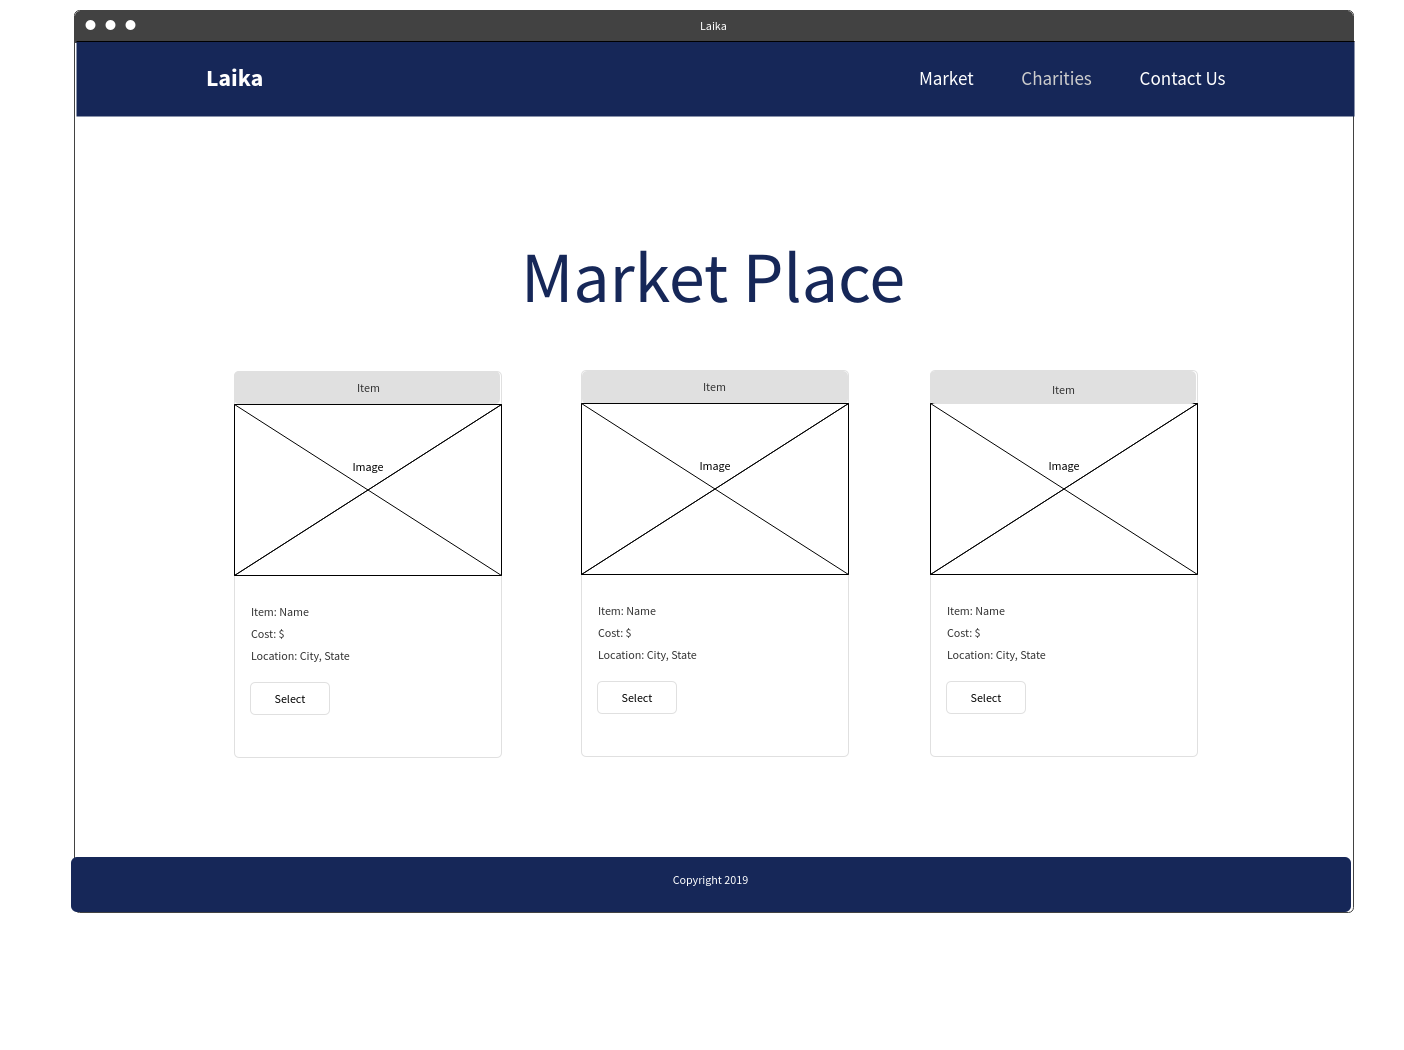 Laika
Laika
Market Charities Contact Us
Market Place
Item
Image
Item: Name
Cost: $
Location: City, State
Select
Item
Image
Item: Name
Cost: $
Location: City, State
Select
Item
Image
Item: Name
Cost: $
Location: City, State
Select
Copyright 2019